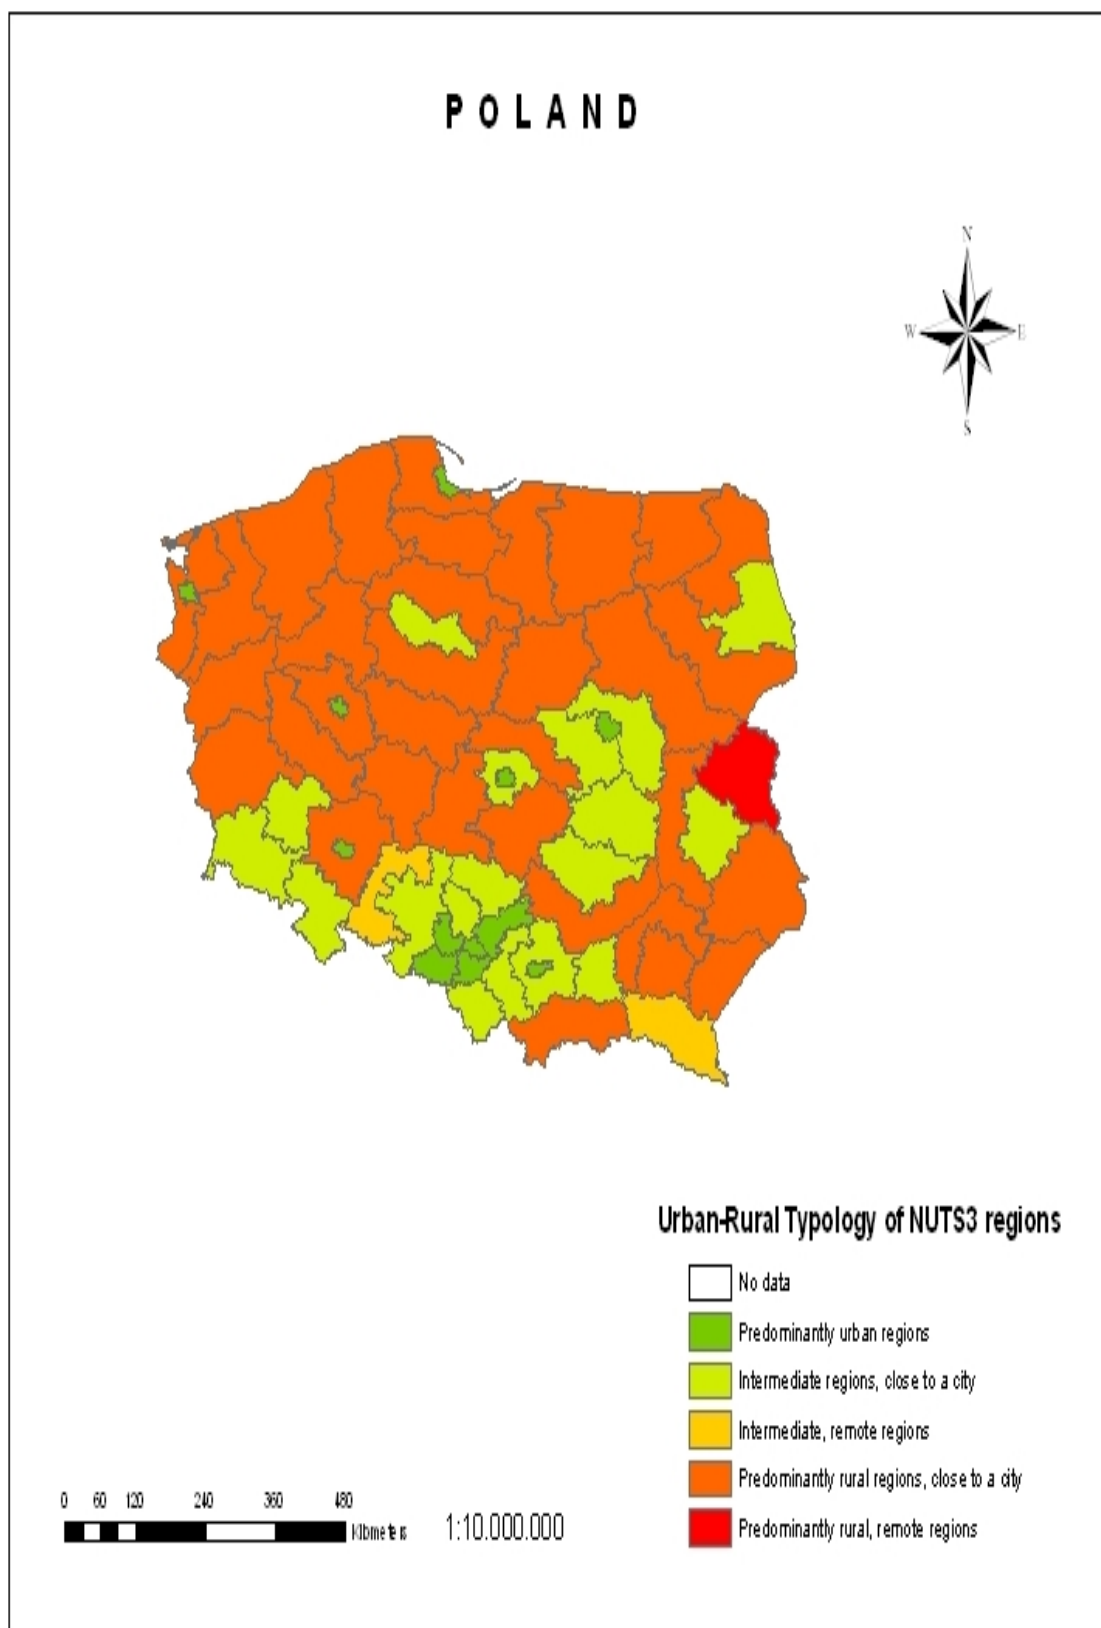 P O L A N D
N
W E
S
Urban-Rural Typology of NUTS3 regions
No data
Predominantly urban regions
Intermediate regions, close to a city
Intermediate, remote regions
Predominantly rural regions, close to a city
Predominantly rural, remote regions
0 60 120 240 360 480
Kilometers
1:10.000.000